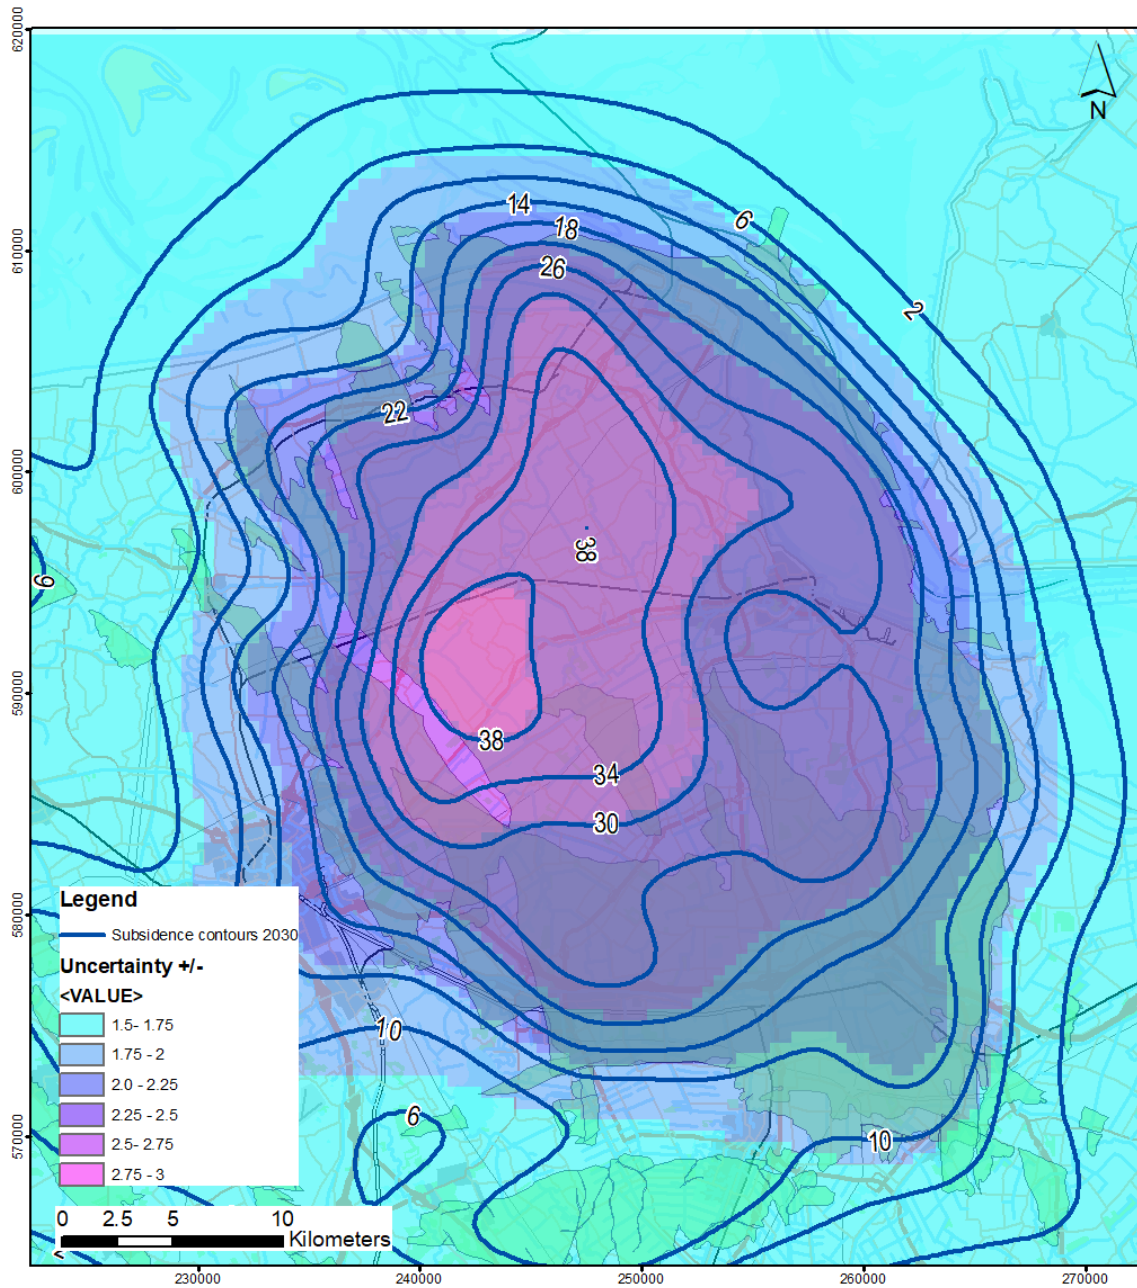 620000
610000
600000
590000
580000
570000
N
14
6
18
26
2
22
38
6
38
34
30
10
6
10
Legend
Subsidence contours 2030
Uncertainty +/-
<VALUE>
1.5- 1.75
1.75 - 2
2.0 - 2.25
2.25 - 2.5
2.5- 2.75
2.75 - 3
0 2.5 5 10
Kilometers
230000 240000 250000 260000 270000